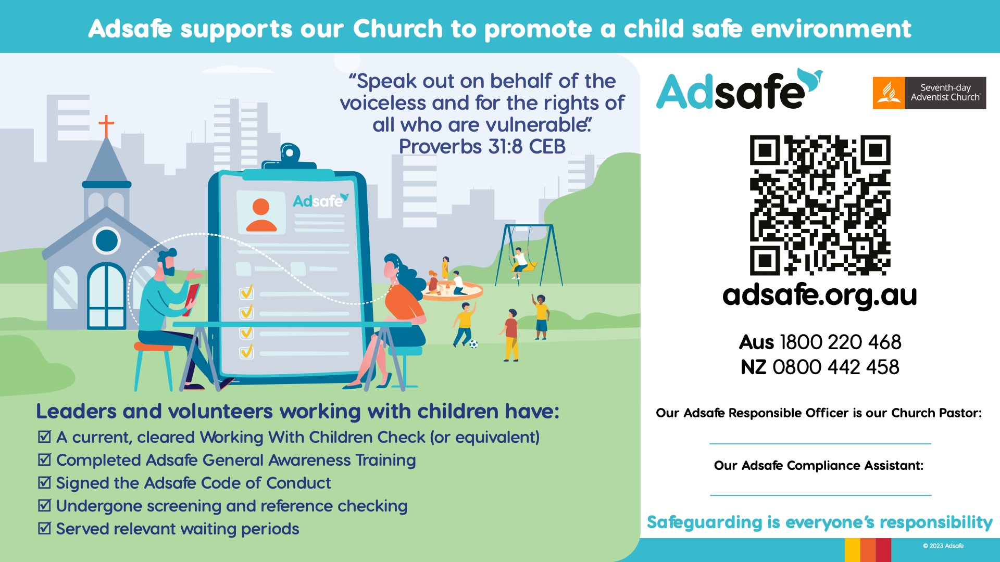 Adsafe supports our Church to promote a child safe environment
“Speak out on behalf of the
voiceless and for the rights of
all who are vulnerable”.
Proverbs 31:8 CEB
Adsafe
Leaders and volunteers working with children have:
☑ A current, cleared Working With Children Check (or equivalent)
☑ Completed Adsafe General Awareness Training
☑ Signed the Adsafe Code of Conduct
☑ Undergone screening and reference checking
☑ Served relevant waiting periods
Adsafe
Seventh-day
Adventist Church™
adsafe.org.au
Aus 1800 220 468
NZ 0800 442 458
Our Adsafe Responsible Officer is our Church Pastor:
Our Adsafe Compliance Assistant:
Safeguarding is everyone’s responsibility
© 2023 Adsafe